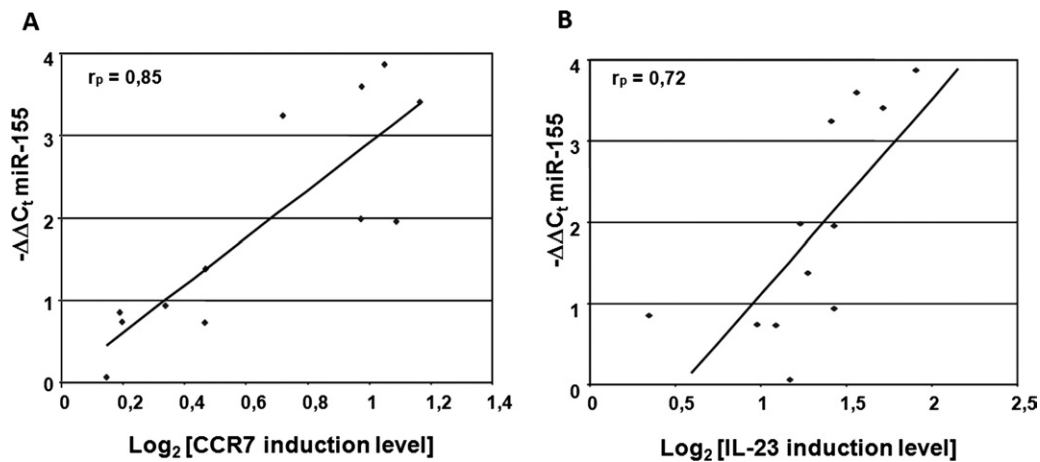 A
rp = 0,85
-ΔΔCt miR-155
4
3
2
1
0
0 0,2 0,4 0,6 0,8 1 1,2 1,4
Log2 [CCR7 induction level]
B
rp = 0,72
-ΔΔCt miR-155
4
3
2
1
0
0 0,5 1 1,5 2 2,5
Log2 [IL-23 induction level]